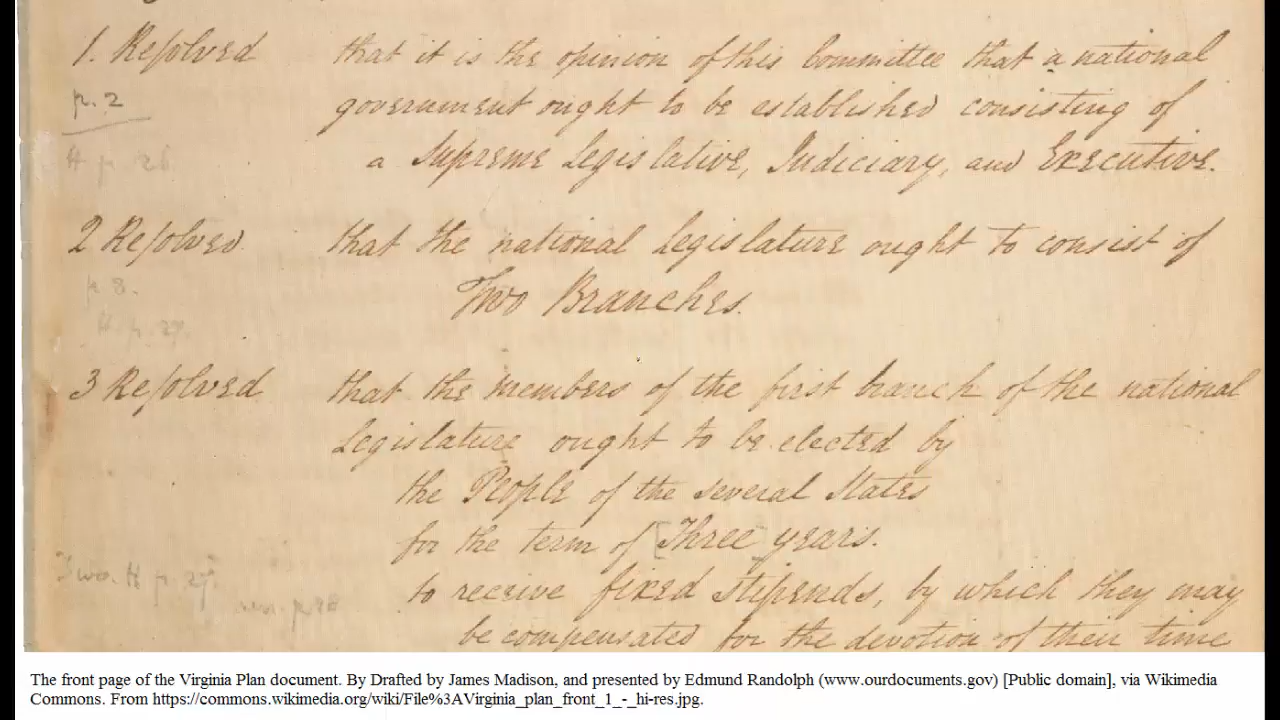 1. Resolved that it is the opinion of this Committee that a national
p. 2
government ought to be established consisting of
a Supreme Legislative, Judiciary, and Executive.
H p. 26
2 Resolved that the national Legislature ought to consist of
p 8.
Two Branches.
H. p. 27.
3 Resolved that the members of the first branch of the national
Legislature ought to be elected by
the People of the several States
for the term of [Three years.
Two. H p. 27.
to receive fixed Stipends, by which they may
be compensated for the devotion of their time
The front page of the Virginia Plan document. By Drafted by James Madison, and presented by Edmund Randolph (www.ourdocuments.gov) [Public domain], via Wikimedia
Commons. From https://commons.wikimedia.org/wiki/File%3AVirginia_plan_front_1_-_hi-res.jpg.